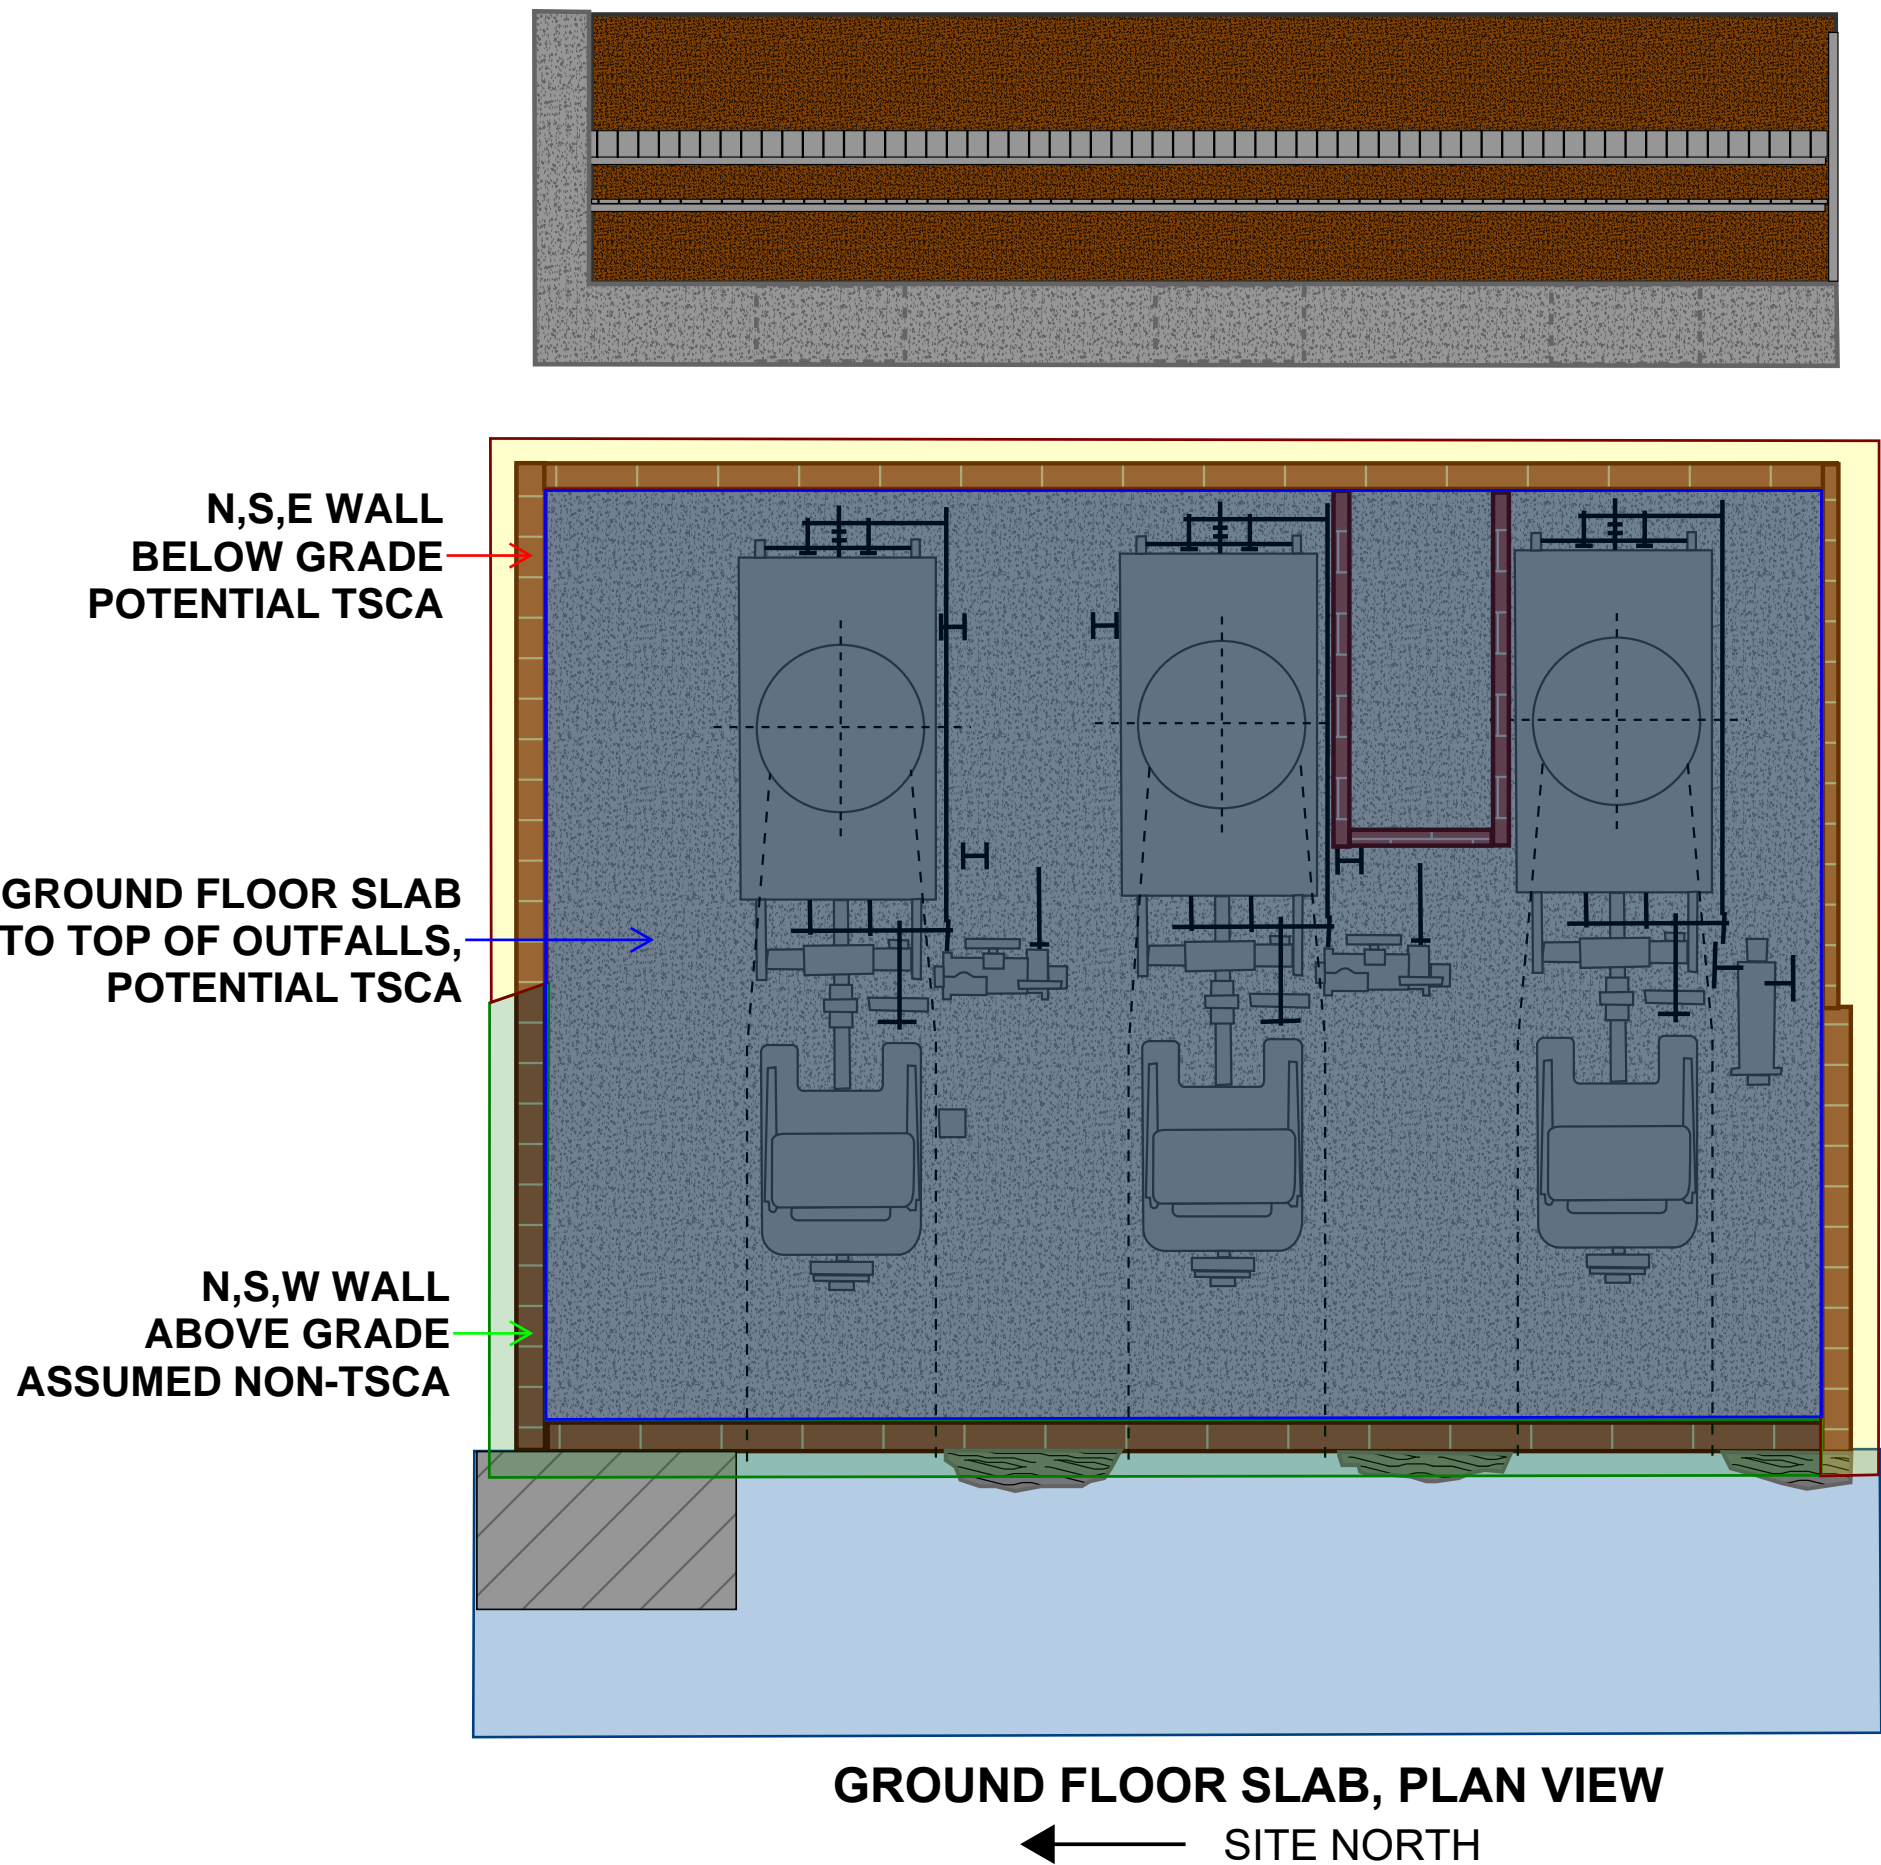 N,S,E WALL
BELOW GRADE
POTENTIAL TSCA
GROUND FLOOR SLAB
TO TOP OF OUTFALLS,
POTENTIAL TSCA
N,S,W WALL
ABOVE GRADE
ASSUMED NON-TSCA
GROUND FLOOR SLAB, PLAN VIEW
SITE NORTH